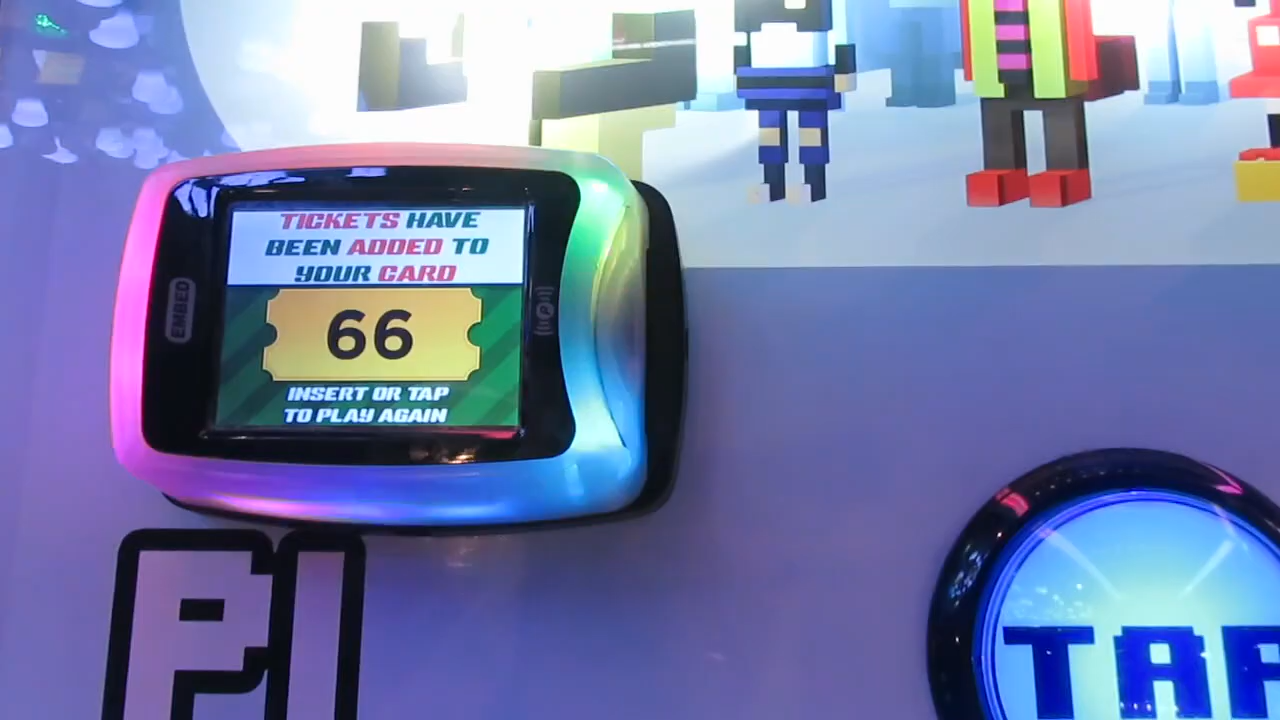 TICKETS HAVE
BEEN ADDED TO
YOUR CARD
66
INSERT OR TAP
TO PLAY AGAIN
EMBED